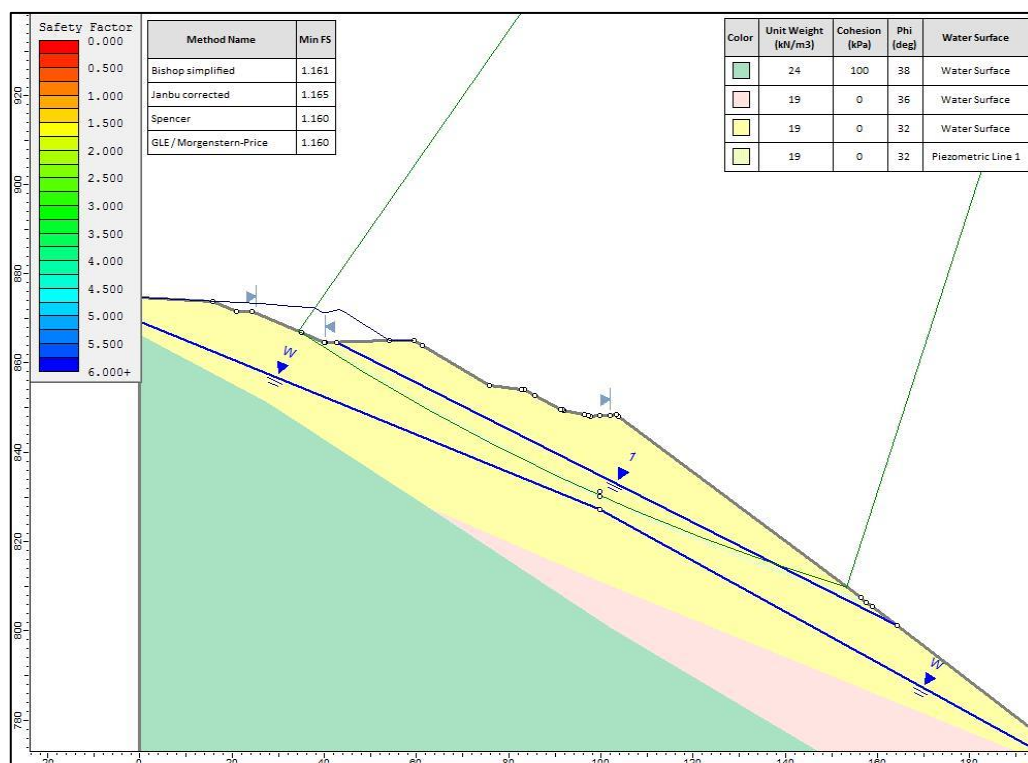 Safety Factor
0.000
0.500
1.000
1.500
2.000
2.500
3.000
3.500
4.000
4.500
5.000
5.500
6.000+
Method Name Min FS
Bishop simplified 1.161
Janbu corrected 1.165
Spencer 1.160
GLE / Morgenstern-Price 1.160
Color Unit Weight (kN/m3) Cohesion (kPa) Phi (deg) Water Surface
24 100 38 Water Surface
19 0 36 Water Surface
19 0 32 Water Surface
19 0 32 Piezometric Line 1
920
900
880
860
840
820
800
780
W
1
W
-20 0 20 40 60 80 100 120 140 160 180